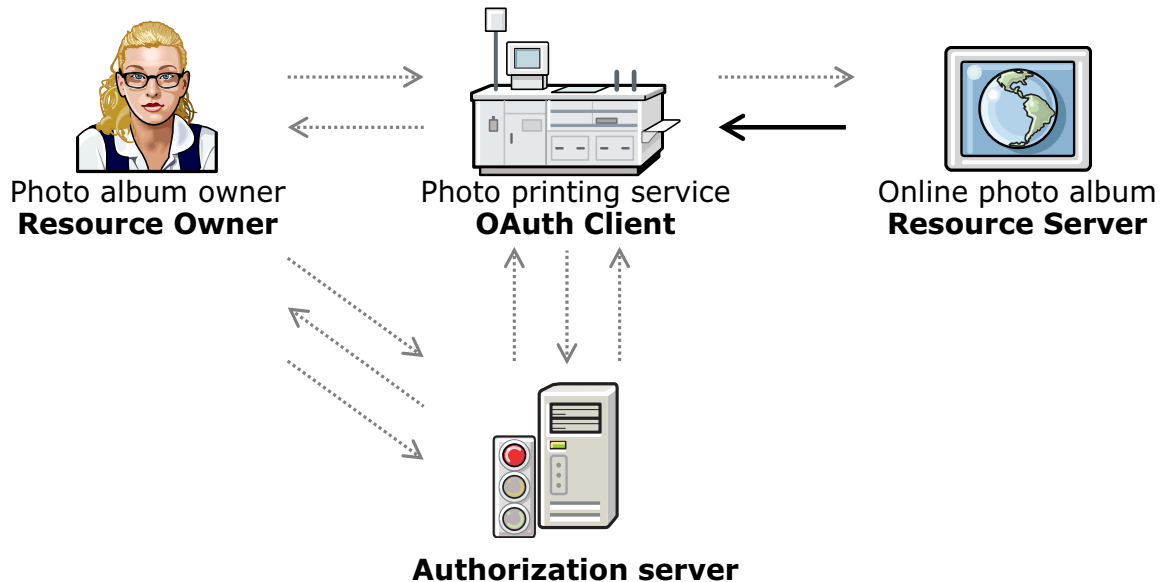 Photo album owner
Resource Owner
Photo printing service
OAuth Client
Online photo album
Resource Server
Authorization server